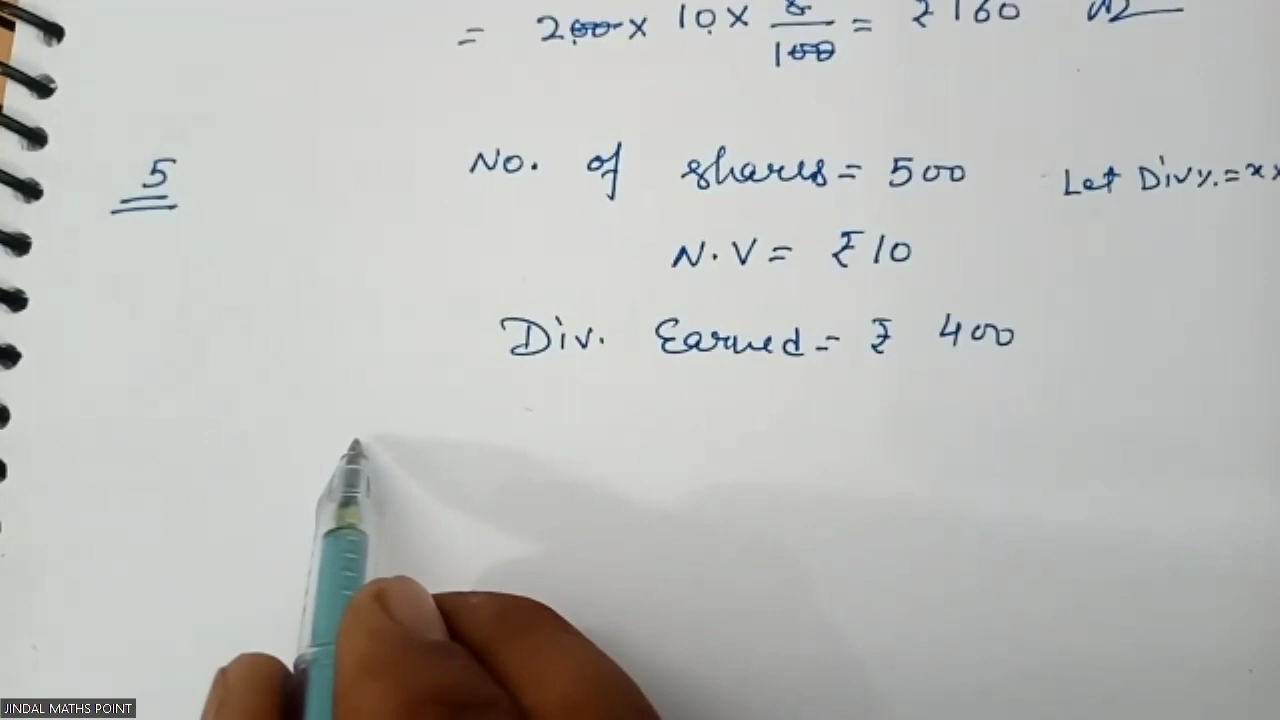 = 200 × 10 × 8/100 = ₹ 160
5
No. of shares = 500 Let Div%. = x%
N.V = ₹ 10
Div. Earned = ₹ 400
JINDAL MATHS POINT